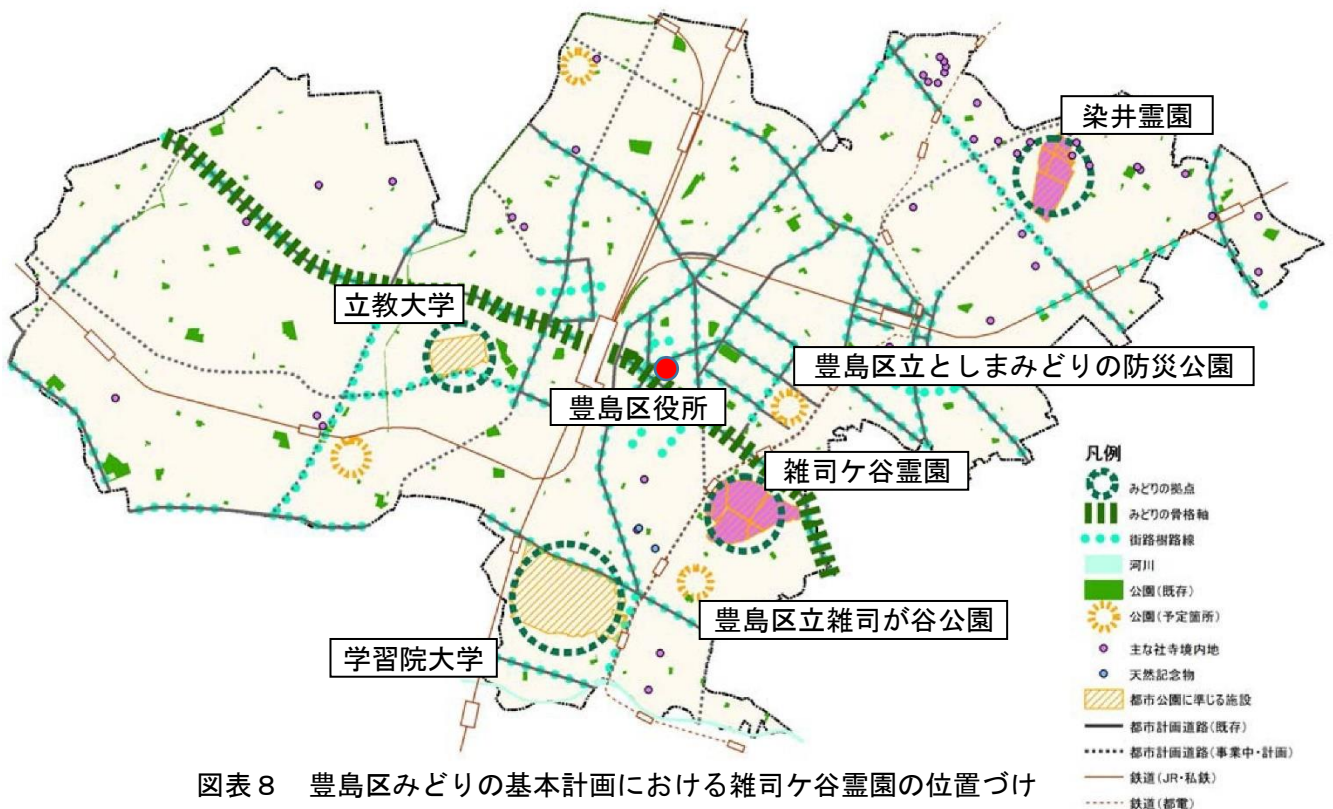 染井霊園
立教大学
豊島区立としまみどりの防災公園
豊島区役所
雑司ケ谷霊園
豊島区立雑司が谷公園
学習院大学
凡例
みどりの拠点
みどりの骨格軸
街路樹路線
河川
公園(既存)
公園(予定箇所)
主な社寺境内地
天然記念物
都市公園に準じる施設
都市計画道路(既存)
都市計画道路(事業中・計画)
鉄道(JR・私鉄)
鉄道(都電)
図表8 豊島区みどりの基本計画における雑司ケ谷霊園の位置づけ